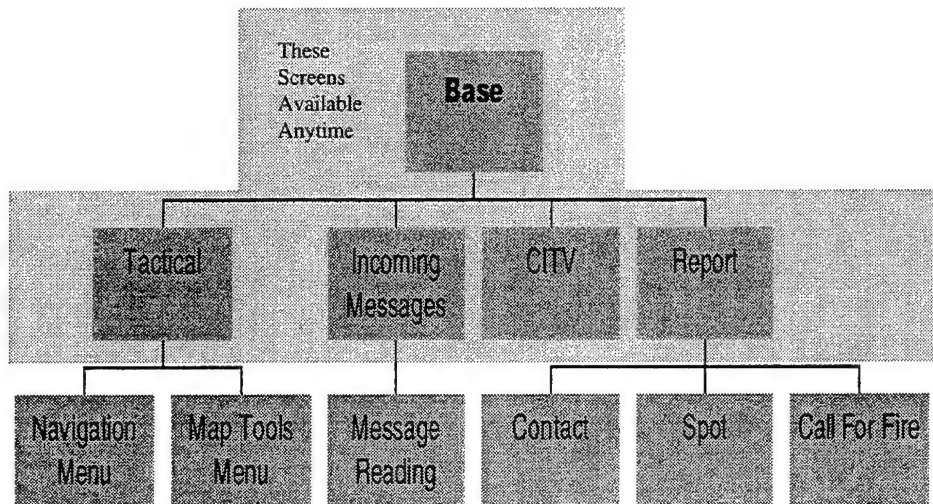 These
Screens
Available
Anytime
Base
Tactical
Incoming
Messages
CITV
Report
Navigation
Menu
Map Tools
Menu
Message
Reading
Contact
Spot
Call For Fire